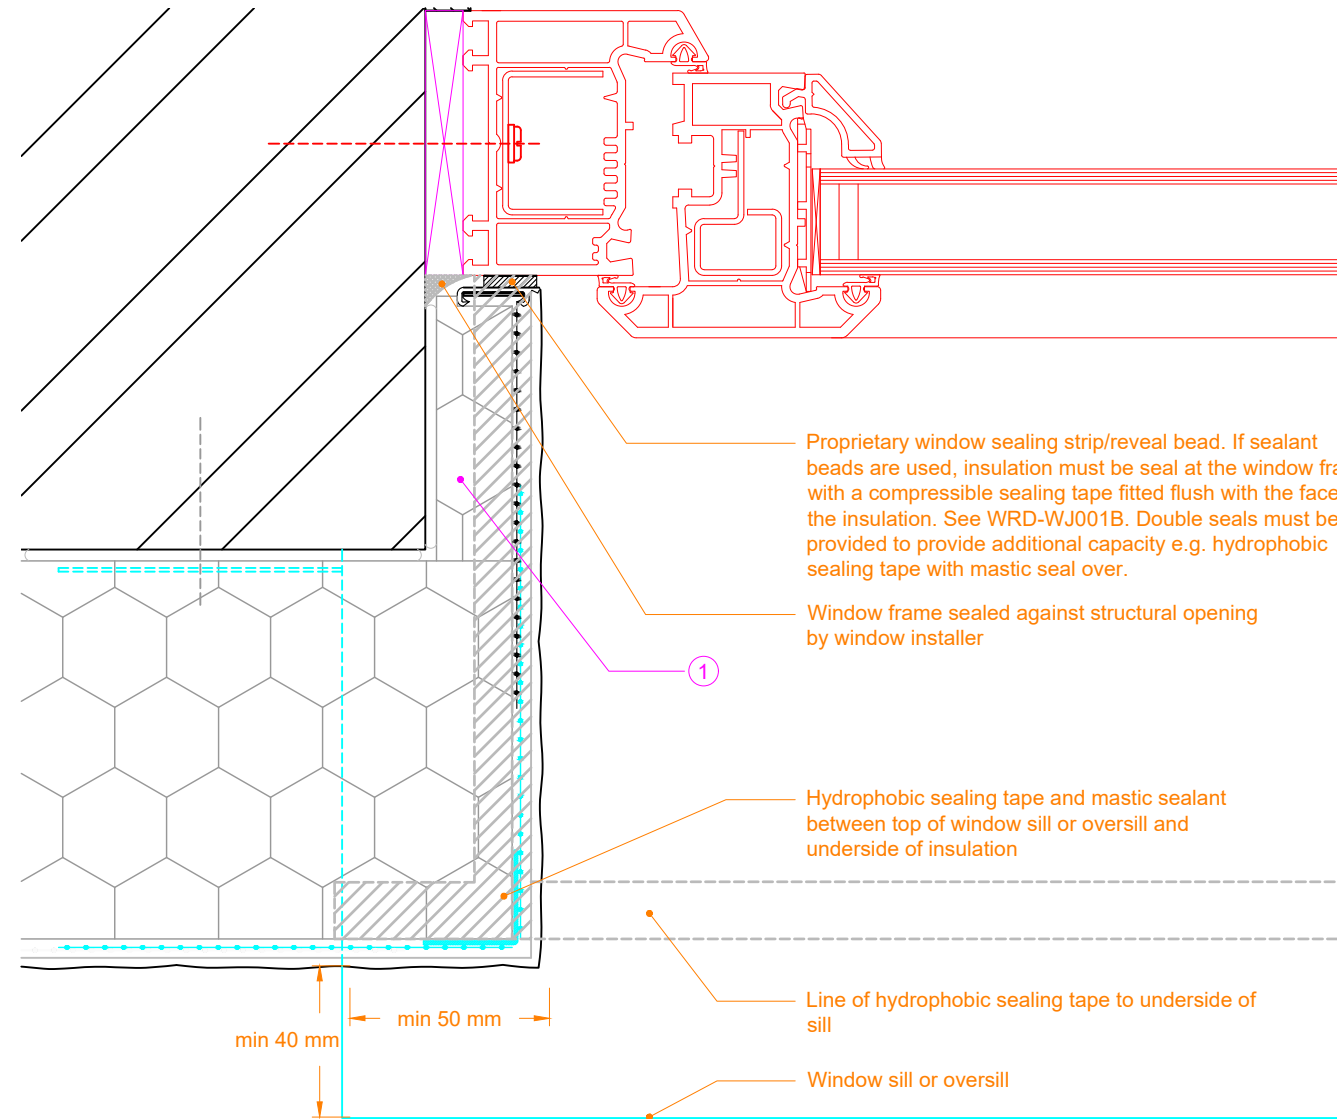 Proprietary window sealing strip/reveal bead. If sealant
beads are used, insulation must be seal at the window fra
with a compressible sealing tape fitted flush with the face
the insulation. See WRD-WJ001B. Double seals must be
provided to provide additional capacity e.g. hydrophobic
sealing tape with mastic seal over.
Window frame sealed against structural opening
by window installer
1
Hydrophobic sealing tape and mastic sealant
between top of window sill or oversill and
underside of insulation
Line of hydrophobic sealing tape to underside of
sill
min 50 mm
min 40 mm
Window sill or oversill